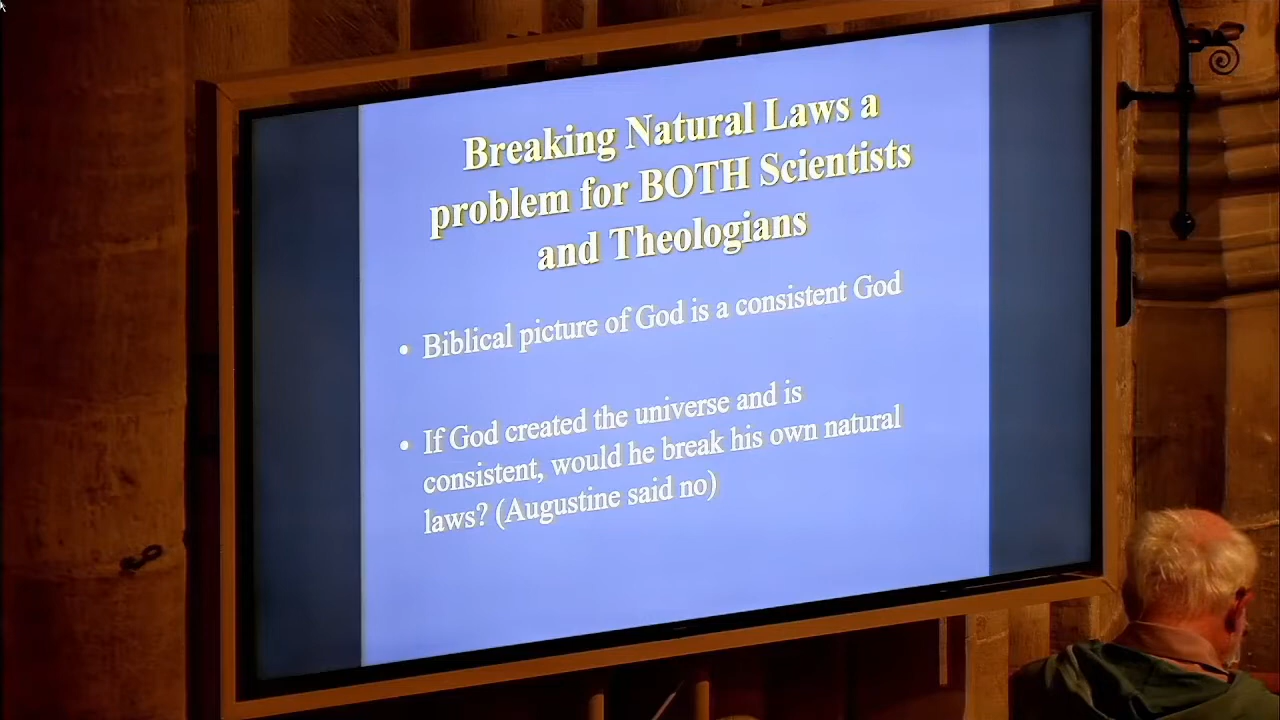 Breaking Natural Laws a
problem for BOTH Scientists
and Theologians
• Biblical picture of God is a consistent God
• If God created the universe and is
consistent, would he break his own natural
laws? (Augustine said no)